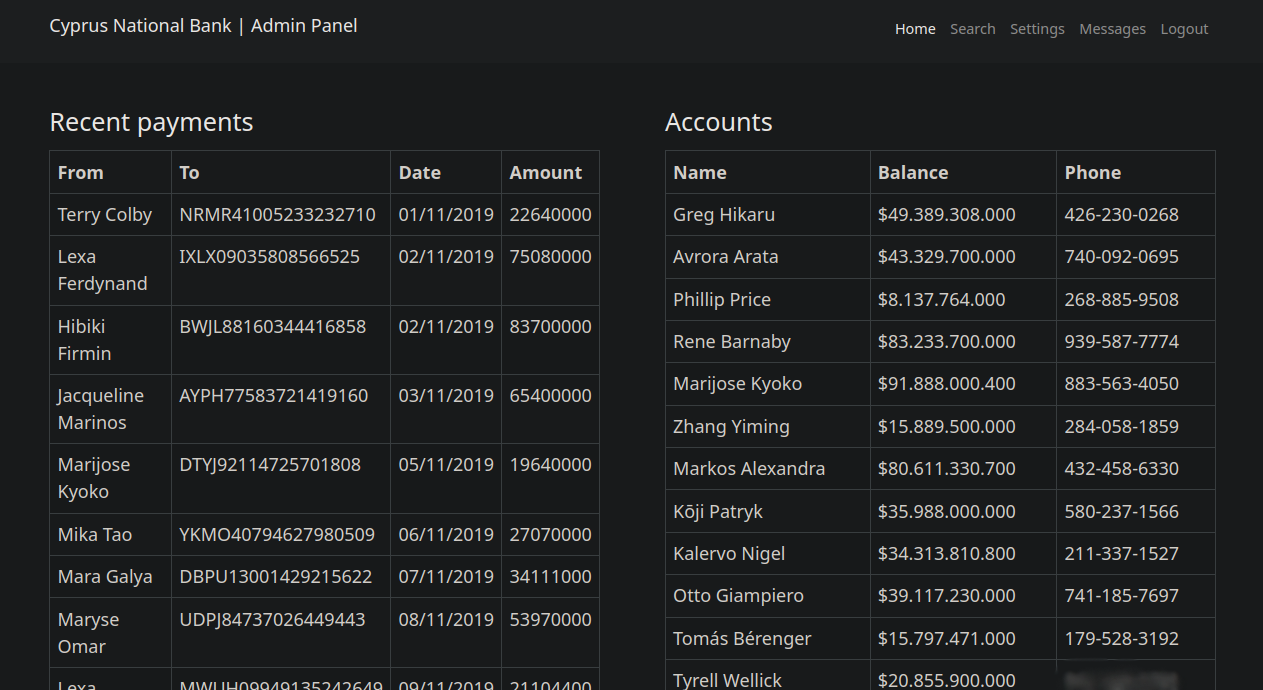 Cyprus National Bank | Admin Panel
Home Search Settings Messages Logout
Recent payments
From To Date Amount
Terry Colby NRMR41005233232710 01/11/2019 22640000
Lexa IXLX09035808566525 02/11/2019 75080000
Ferdynand
Hibiki BWJL88160344416858 02/11/2019 83700000
Firmin
Jacqueline AYPH77583721419160 03/11/2019 65400000
Marinos
Marijose DTYJ92114725701808 05/11/2019 19640000
Kyoko
Mika Tao YKMO40794627980509 06/11/2019 27070000
Mara Galya DBPU13001429215622 07/11/2019 34111000
Maryse UDPJ84737026449443 08/11/2019 53970000
Omar
Lexa MWUH09949135242649 09/11/2019 21104400
Accounts
Name Balance Phone
Greg Hikaru $49.389.308.000 426-230-0268
Avrora Arata $43.329.700.000 740-092-0695
Phillip Price $8.137.764.000 268-885-9508
Rene Barnaby $83.233.700.000 939-587-7774
Marijose Kyoko $91.888.000.400 883-563-4050
Zhang Yiming $15.889.500.000 284-058-1859
Markos Alexandra $80.611.330.700 432-458-6330
Kōji Patryk $35.988.000.000 580-237-1566
Kalervo Nigel $34.313.810.800 211-337-1527
Otto Giampiero $39.117.230.000 741-185-7697
Tomás Bérenger $15.797.471.000 179-528-3192
Tyrell Wellick $20.855.900.000